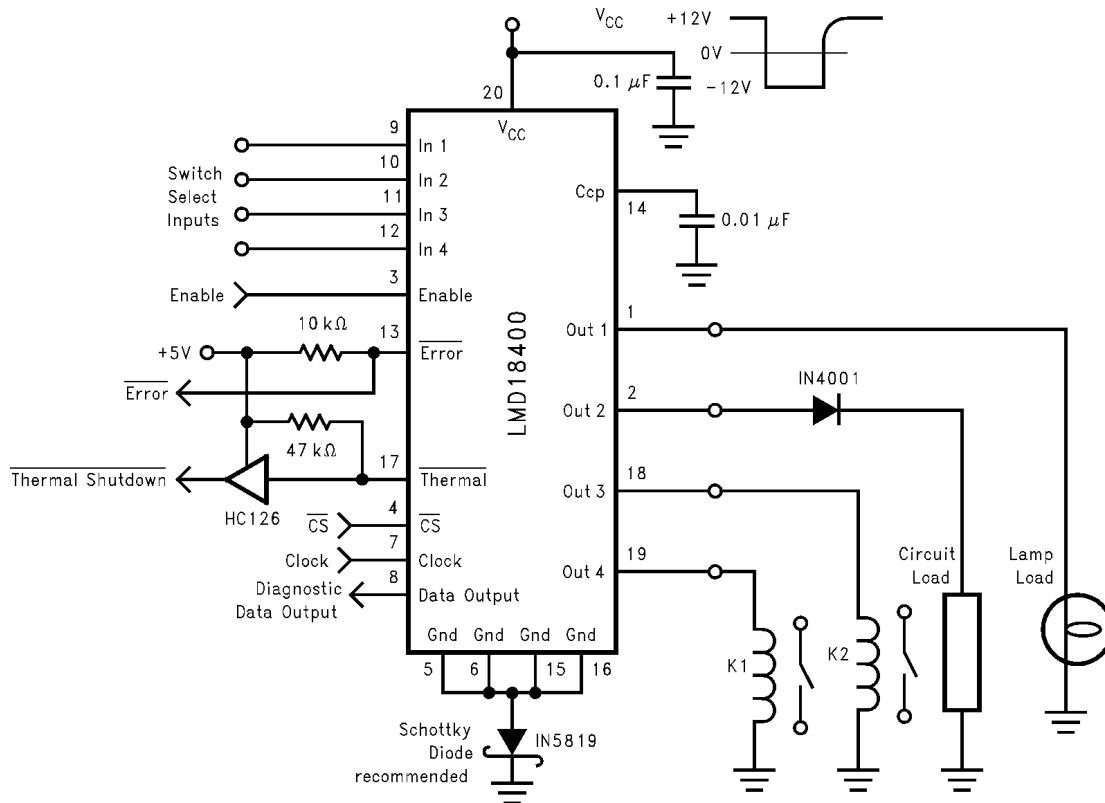 V_CC
+12V
0V
-12V
0.1 µF
20
V_CC
9
In 1
10
In 2
11
In 3
12
In 4
Switch
Select
Inputs
Ccp
14
0.01 µF
3
Enable
Enable
10 kΩ
13
+5V
Error
Error
LMD18400
1
Out 1
IN4001
2
Out 2
47 kΩ
17
Thermal Shutdown
Thermal
HC126
18
Out 3
4
CS
CS
7
Clock
Clock
8
Diagnostic
Data Output
Data Output
19
Out 4
Circuit
Load
Lamp
Load
Gnd Gnd Gnd Gnd
5 6 15 16
K1
K2
Schottky
Diode
recommended
IN5819